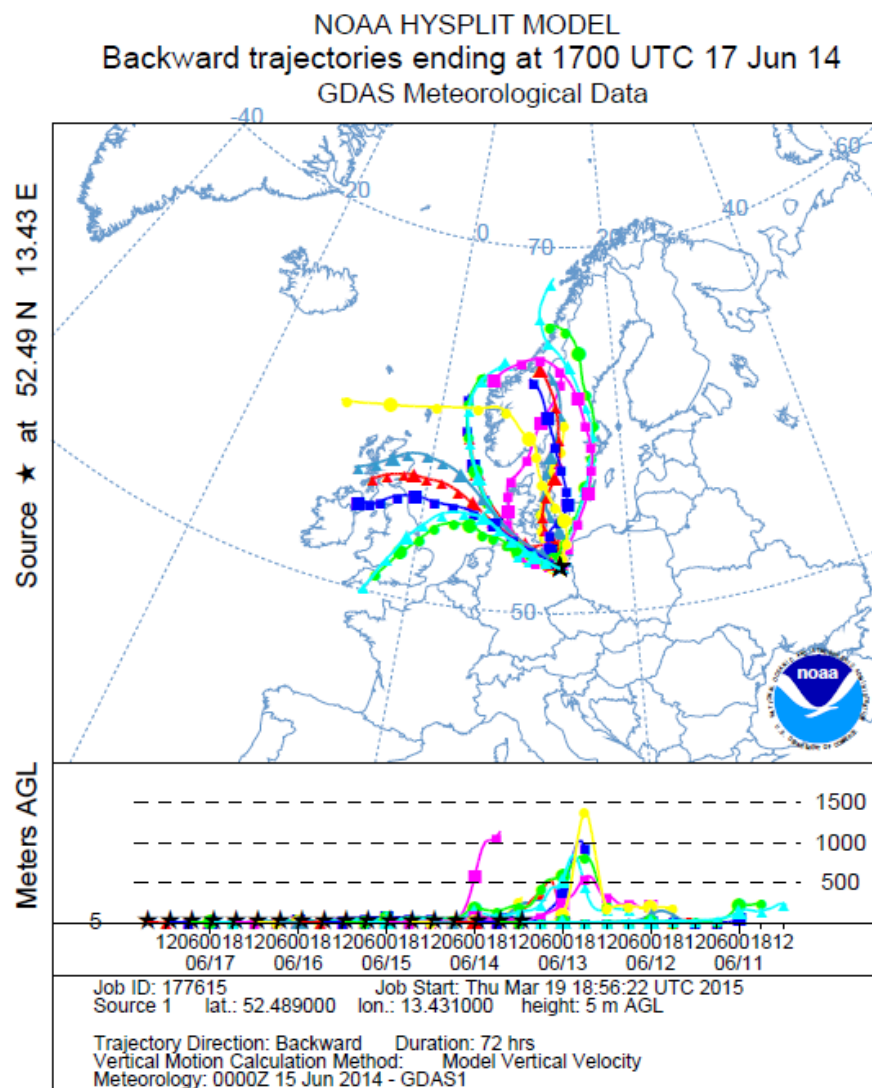 NOAA HYSPLIT MODEL
Backward trajectories ending at 1700 UTC 17 Jun 14
GDAS Meteorological Data
Source ★ at 52.49 N 13.43 E
-40
-20
0
70
20
40
60
50
noaa
Meters AGL
1500
1000
500
5
12060018120600181206001812060018120600181206001812060018 12
06/17 06/16 06/15 06/14 06/13 06/12 06/11
Job ID: 177615 Job Start: Thu Mar 19 18:56:22 UTC 2015
Source 1 lat.: 52.489000 lon.: 13.431000 height: 5 m AGL
Trajectory Direction: Backward Duration: 72 hrs
Vertical Motion Calculation Method: Model Vertical Velocity
Meteorology: 0000Z 15 Jun 2014 - GDAS1